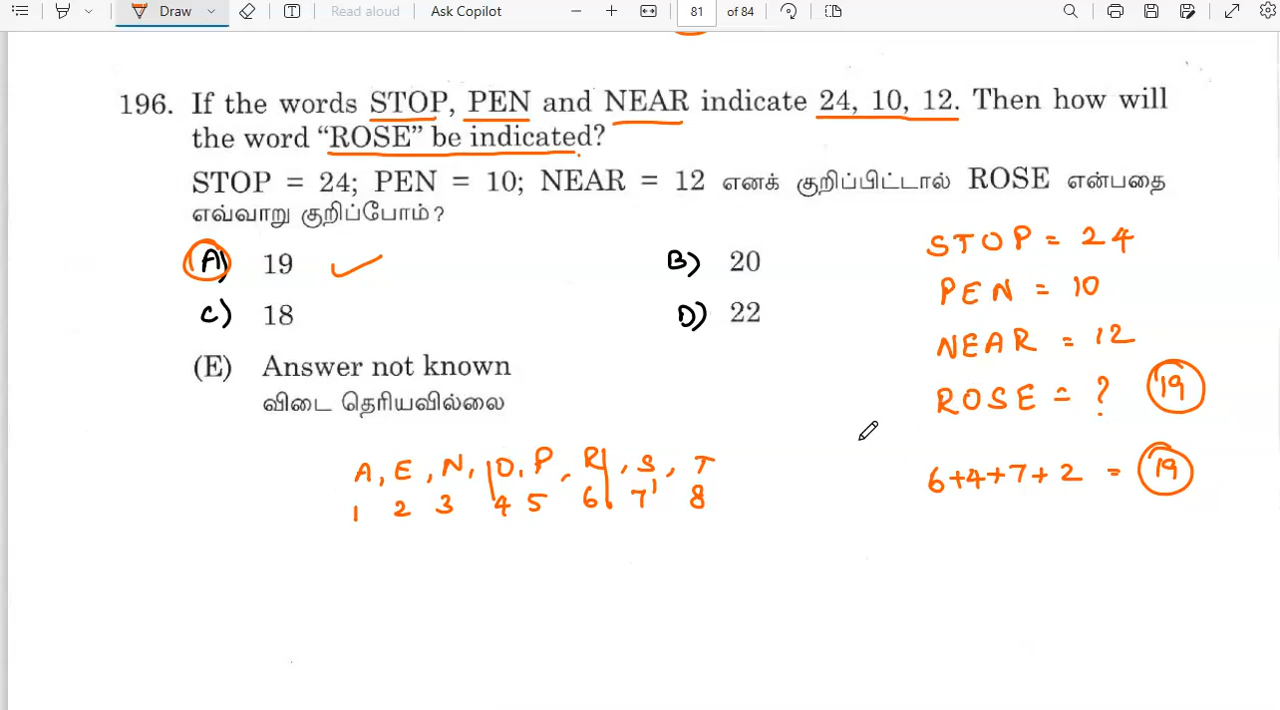 Draw Read aloud Ask Copilot 81 of 84
196. If the words STOP, PEN and NEAR indicate 24, 10, 12. Then how will
the word “ROSE” be indicated?
STOP = 24; PEN = 10; NEAR = 12 எனக் குறிப்பிட்டால் ROSE என்பதை
எவ்வாறு குறிப்போம்?
A) 19
B) 20
C) 18
D) 22
(E) Answer not known
விடை தெரியவில்லை
STOP = 24
PEN = 10
NEAR = 12
ROSE = ? 19
6+4+7+2 = 19
A, E, N, O, P, R, S, T
1 2 3 4 5 6 7 8